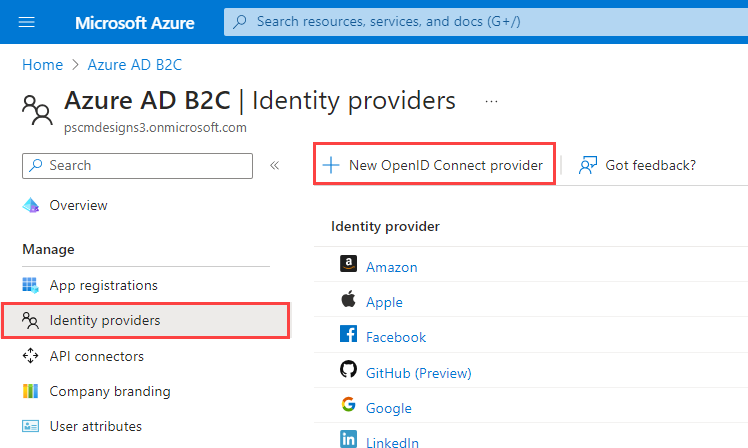 Microsoft Azure
Search resources, services, and docs (G+/)
Home > Azure AD B2C
Azure AD B2C | Identity providers ...
pscmdesigns3.onmicrosoft.com
Search «
New OpenID Connect provider
Got feedback?
Overview
Manage
App registrations
Identity providers
API connectors
Company branding
User attributes
Identity provider
Amazon
Apple
Facebook
GitHub (Preview)
Google
LinkedIn